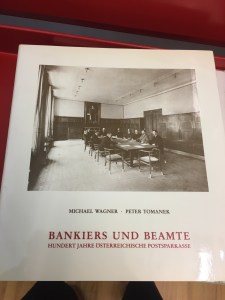 MICHAEL WAGNER · PETER TOMANEK
BANKIERS UND BEAMTE
HUNDERT JAHRE ÖSTERREICHISCHE POSTSPARKASSE